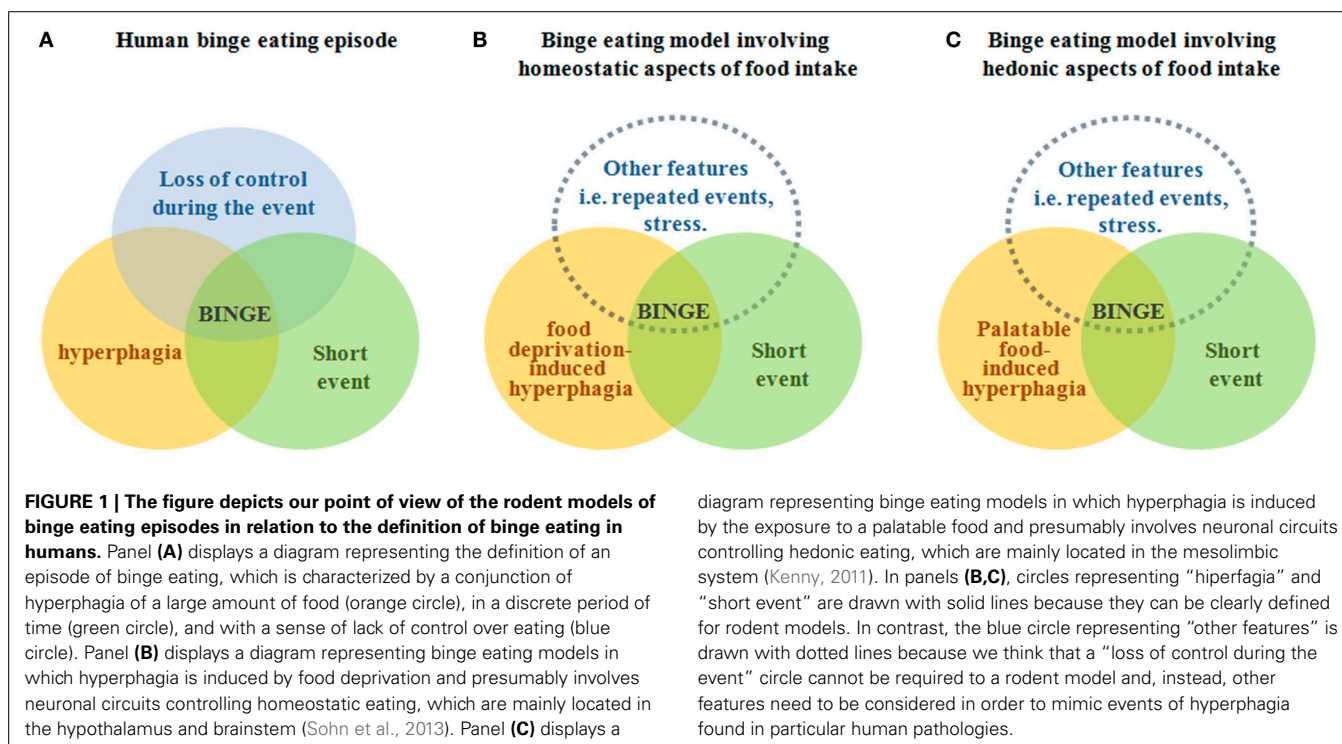 A Human binge eating episode
B Binge eating model involving
homeostatic aspects of food intake
C Binge eating model involving
hedonic aspects of food intake
Loss of control
during the event
hyperphagia
BINGE
Short
event
Other features
i.e. repeated events,
stress.
BINGE
food
deprivation-
induced
hyperphagia
Short
event
Other features
i.e. repeated events,
stress.
BINGE
Palatable
food-
induced
hyperphagia
Short
event
FIGURE 1 | The figure depicts our point of view of the rodent models of
binge eating episodes in relation to the definition of binge eating in
humans. Panel (A) displays a diagram representing the definition of an
episode of binge eating, which is characterized by a conjunction of
hyperphagia of a large amount of food (orange circle), in a discrete period of
time (green circle), and with a sense of lack of control over eating (blue
circle). Panel (B) displays a diagram representing binge eating models in
which hyperphagia is induced by food deprivation and presumably involves
neuronal circuits controlling homeostatic eating, which are mainly located in
the hypothalamus and brainstem (Sohn et al., 2013). Panel (C) displays a
diagram representing binge eating models in which hyperphagia is induced
by the exposure to a palatable food and presumably involves neuronal circuits
controlling hedonic eating, which are mainly located in the mesolimbic
system (Kenny, 2011). In panels (B,C), circles representing “hiperfagia” and
“short event” are drawn with solid lines because they can be clearly defined
for rodent models. In contrast, the blue circle representing “other features” is
drawn with dotted lines because we think that a “loss of control during the
event” circle cannot be required to a rodent model and, instead, other
features need to be considered in order to mimic events of hyperphagia
found in particular human pathologies.